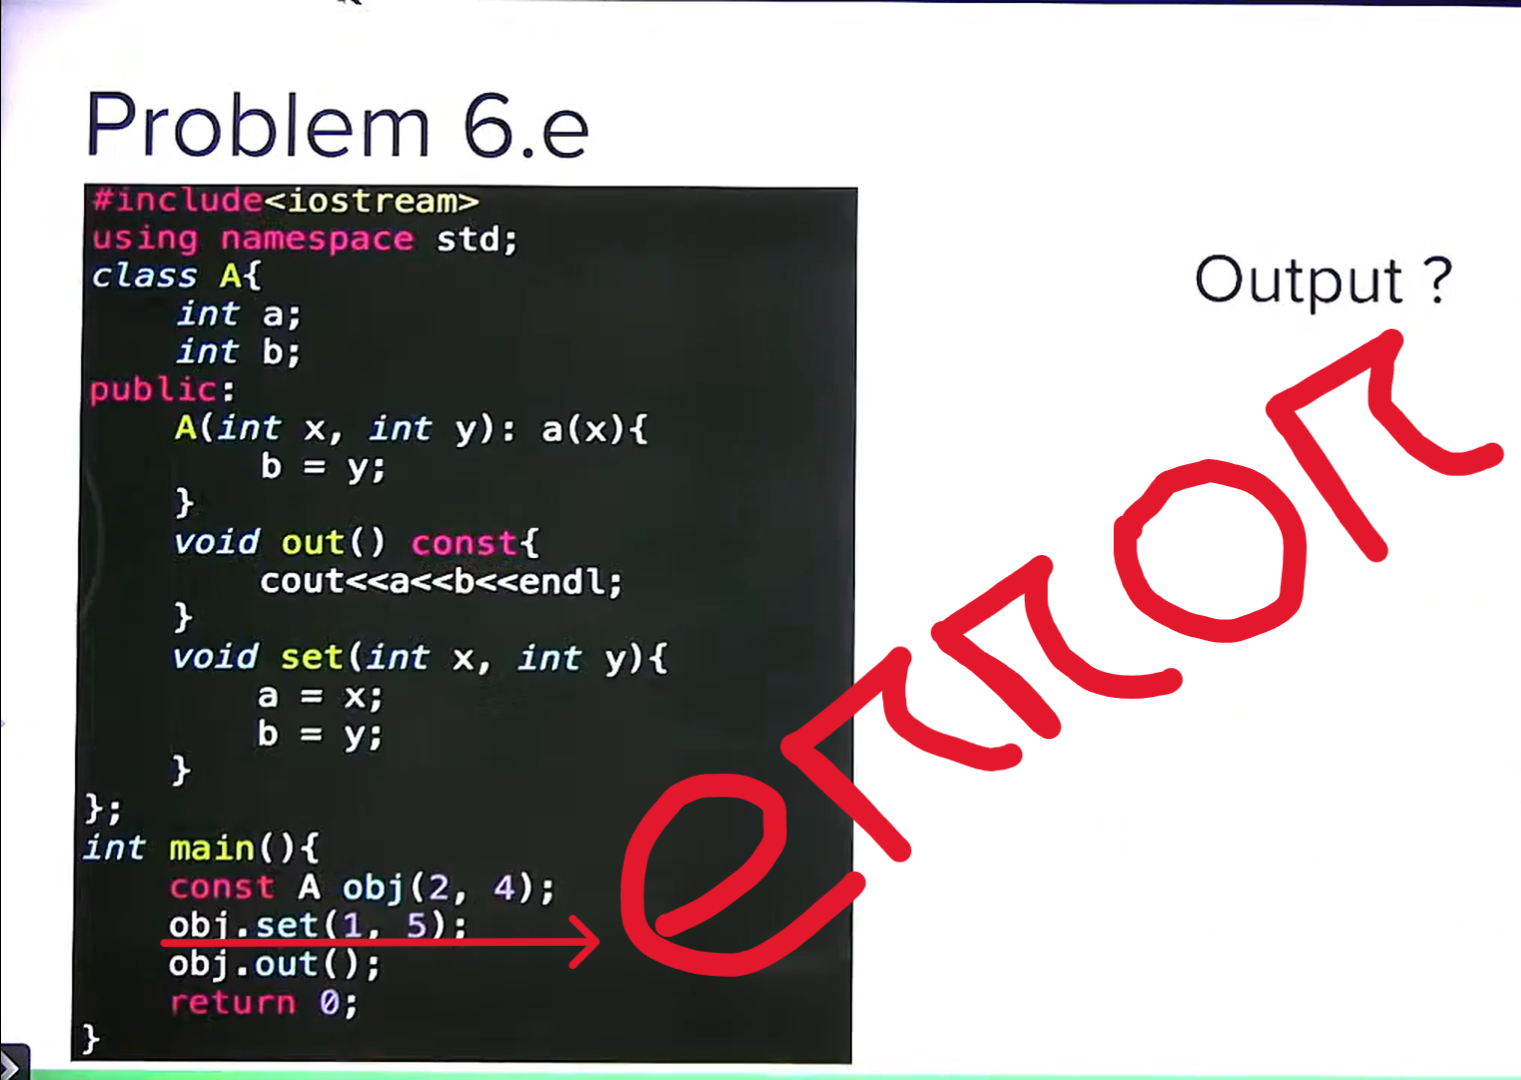 Problem 6.e
#include<iostream>
using namespace std;
class A{
int a;
int b;
public:
A(int x, int y): a(x){
b = y;
}
void out() const{
cout<<a<<b<<endl;
}
void set(int x, int y){
a = x;
b = y;
}
};
int main(){
const A obj(2, 4);
obj.set(1, 5);
obj.out();
return 0;
}
Output ?
error